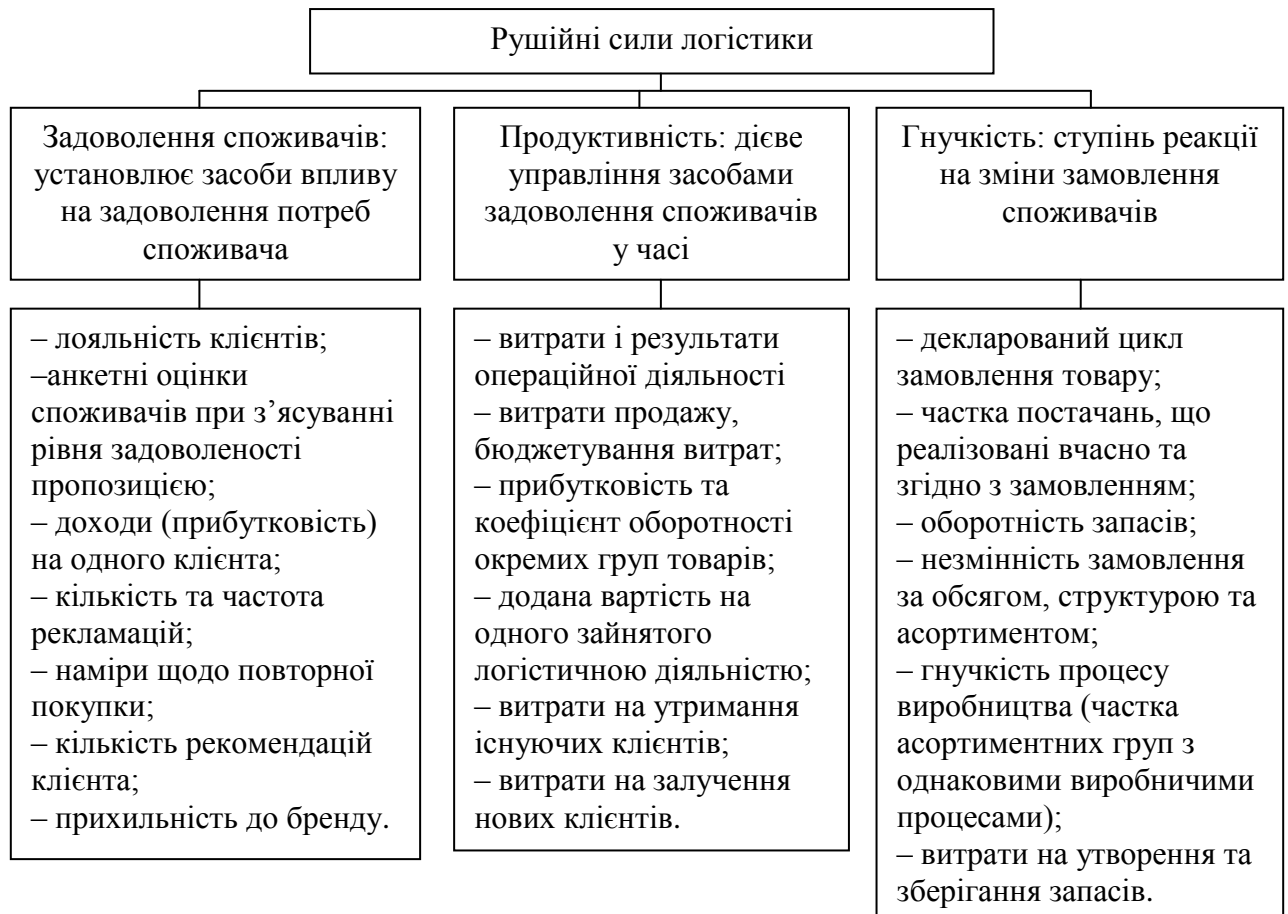 Рушійні сили логістики
Задоволення споживачів:
установлює засоби впливу
на задоволення потреб
споживача
Продуктивність: дієве
управління засобами
задоволення споживачів
у часі
Гнучкість: ступінь реакції
на зміни замовлення
споживачів
– лояльність клієнтів;
–анкетні оцінки
споживачів при з’ясуванні
рівня задоволеності
пропозицією;
– доходи (прибутковість)
на одного клієнта;
– кількість та частота
рекламацій;
– наміри щодо повторної
покупки;
– кількість рекомендацій
клієнта;
– прихильність до бренду.
– витрати і результати
операційної діяльності
– витрати продажу,
бюджетування витрат;
– прибутковість та
коефіцієнт оборотності
окремих груп товарів;
– додана вартість на
одного зайнятого
логістичною діяльністю;
– витрати на утримання
існуючих клієнтів;
– витрати на залучення
нових клієнтів.
– декларований цикл
замовлення товару;
– частка постачань, що
реалізовані вчасно та
згідно з замовленням;
– оборотність запасів;
– незмінність замовлення
за обсягом, структурою та
асортиментом;
– гнучкість процесу
виробництва (частка
асортиментних груп з
однаковими виробничими
процесами);
– витрати на утворення та
зберігання запасів.